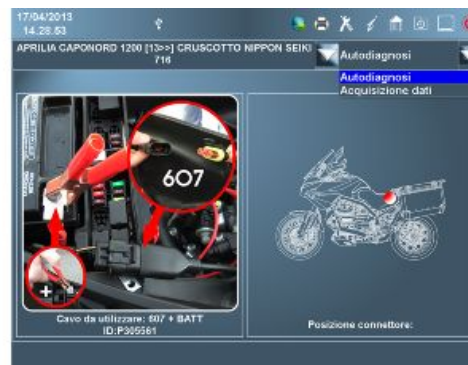 17/04/2013
14.28.53
APRILIA CAPONORD 1200 [13>>] CRUSCOTTO NIPPON SEIKI
716
Autodiagnosi
Autodiagnosi
Acquisizione dati
607
+
Cavo da utilizzare: 607 + BATT
ID:P305561
Posizione connettore: